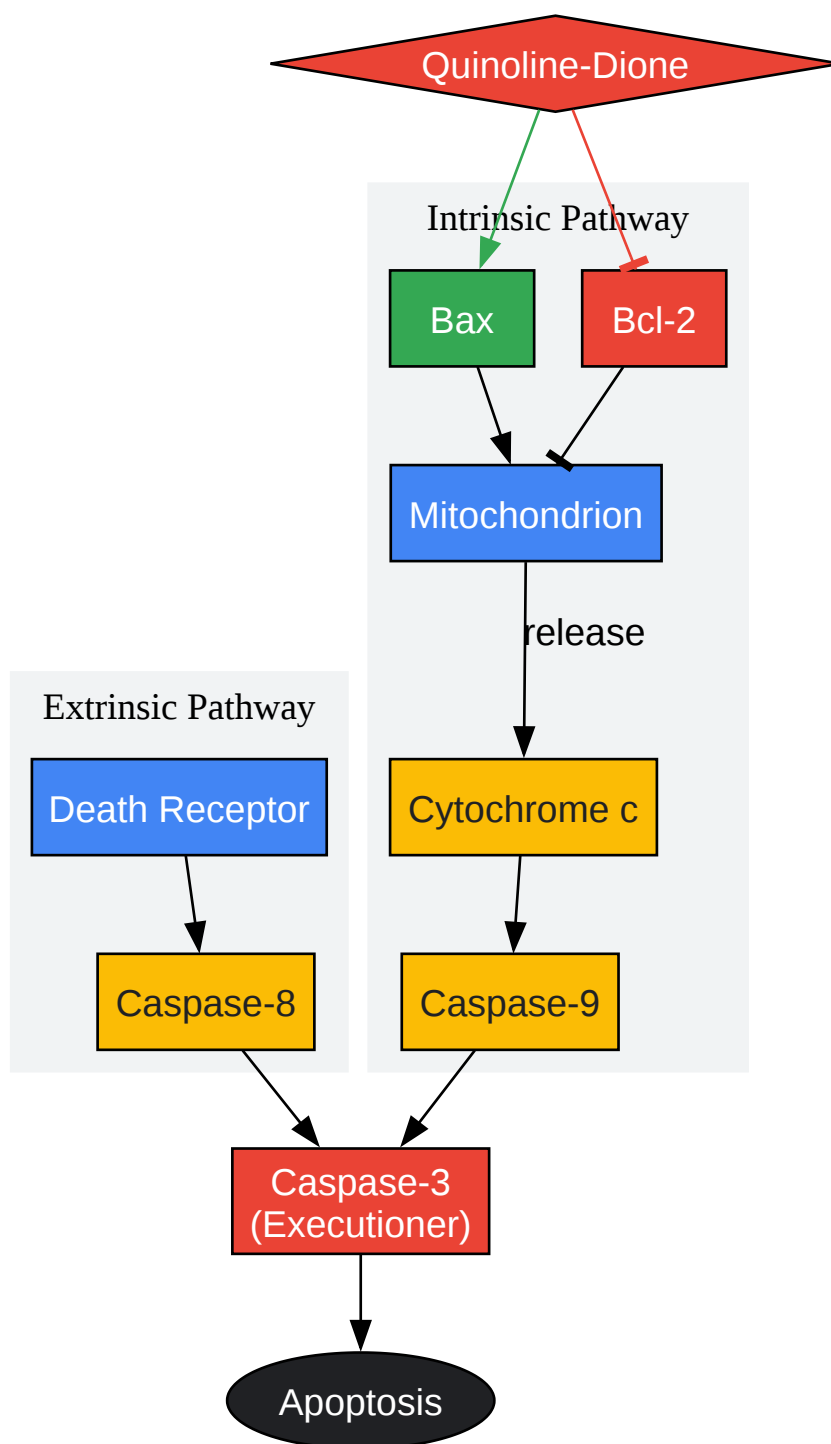 Quinoline-Dione
Intrinsic Pathway
Bax
Bcl-2
Mitochondrion
release
Extrinsic Pathway
Death Receptor
Cytochrome c
Caspase-8
Caspase-9
Caspase-3
(Executioner)
Apoptosis